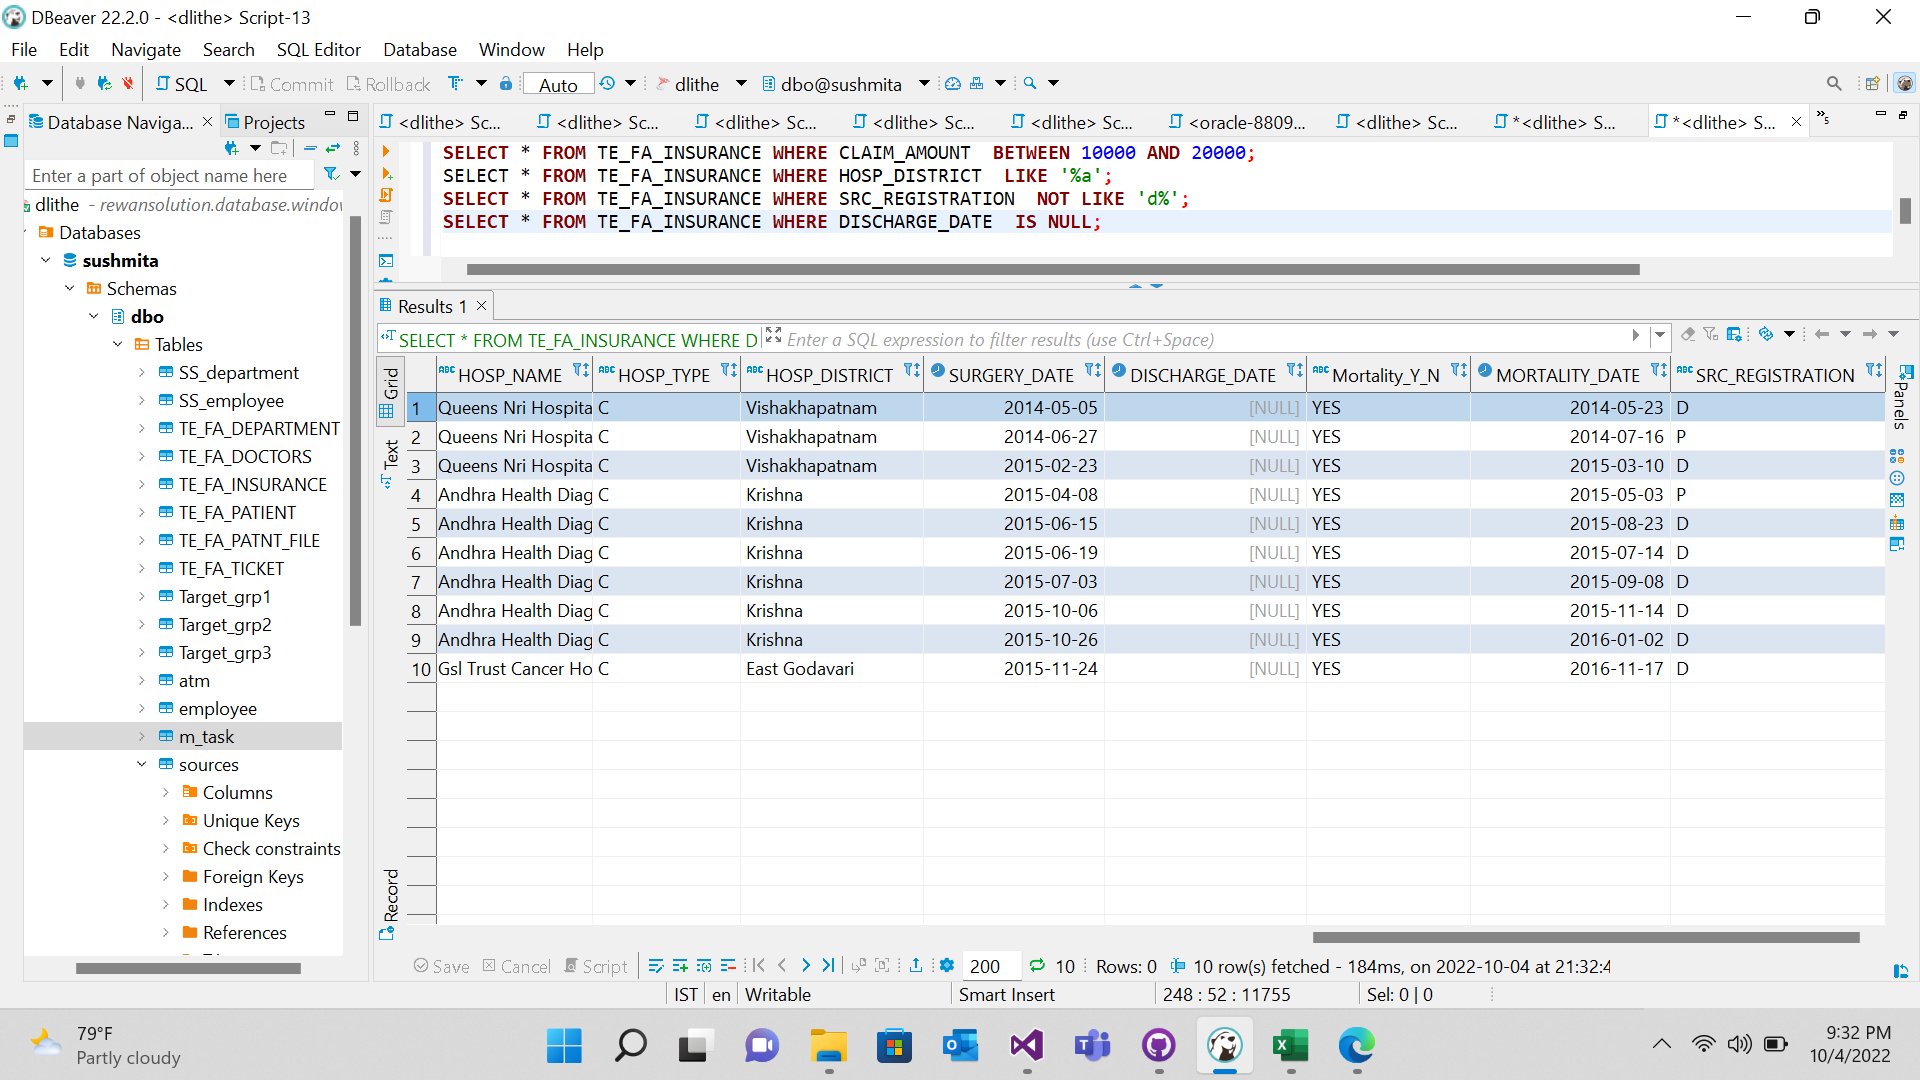 DBeaver 22.2.0 - <dlithe> Script-13
File Edit Navigate Search SQL Editor Database Window Help
SQL Commit Rollback Auto dlithe dbo@sushmita
Database Naviga... Projects
Enter a part of object name here
dlithe - rewansolution.database.window
Databases
sushmita
Schemas
dbo
Tables
SS_department
SS_employee
TE_FA_DEPARTMENT
TE_FA_DOCTORS
TE_FA_INSURANCE
TE_FA_PATIENT
TE_FA_PATNT_FILE
TE_FA_TICKET
Target_grp1
Target_grp2
Target_grp3
atm
employee
m_task
sources
Columns
Unique Keys
Check constraints
Foreign Keys
Indexes
References
<dlithe> Sc... <dlithe> Sc... <dlithe> Sc... <dlithe> Sc... <dlithe> Sc... <oracle-8809... <dlithe> Sc... *<dlithe> S... *<dlithe> S... »5
SELECT * FROM TE_FA_INSURANCE WHERE CLAIM_AMOUNT BETWEEN 10000 AND 20000;
SELECT * FROM TE_FA_INSURANCE WHERE HOSP_DISTRICT LIKE '%a';
SELECT * FROM TE_FA_INSURANCE WHERE SRC_REGISTRATION NOT LIKE 'd%';
SELECT * FROM TE_FA_INSURANCE WHERE DISCHARGE_DATE IS NULL;
Results 1
SELECT * FROM TE_FA_INSURANCE WHERE D Enter a SQL expression to filter results (use Ctrl+Space)
Grid
Text
Record
Panels
ABC HOSP_NAME ABC HOSP_TYPE ABC HOSP_DISTRICT SURGERY_DATE DISCHARGE_DATE ABC Mortality_Y_N MORTALITY_DATE ABC SRC_REGISTRATION
1 Queens Nri Hospita C Vishakhapatnam 2014-05-05 [NULL] YES 2014-05-23 D
2 Queens Nri Hospita C Vishakhapatnam 2014-06-27 [NULL] YES 2014-07-16 P
3 Queens Nri Hospita C Vishakhapatnam 2015-02-23 [NULL] YES 2015-03-10 D
4 Andhra Health Diag C Krishna 2015-04-08 [NULL] YES 2015-05-03 P
5 Andhra Health Diag C Krishna 2015-06-15 [NULL] YES 2015-08-23 D
6 Andhra Health Diag C Krishna 2015-06-19 [NULL] YES 2015-07-14 D
7 Andhra Health Diag C Krishna 2015-07-03 [NULL] YES 2015-09-08 D
8 Andhra Health Diag C Krishna 2015-10-06 [NULL] YES 2015-11-14 D
9 Andhra Health Diag C Krishna 2015-10-26 [NULL] YES 2016-01-02 D
10 Gsl Trust Cancer Ho C East Godavari 2015-11-24 [NULL] YES 2016-11-17 D
Save Cancel Script 200 10 Rows: 0 10 row(s) fetched - 184ms, on 2022-10-04 at 21:32:4
IST en Writable Smart Insert 248 : 52 : 11755 Sel: 0 | 0
79°F
Partly cloudy
9:32 PM
10/4/2022